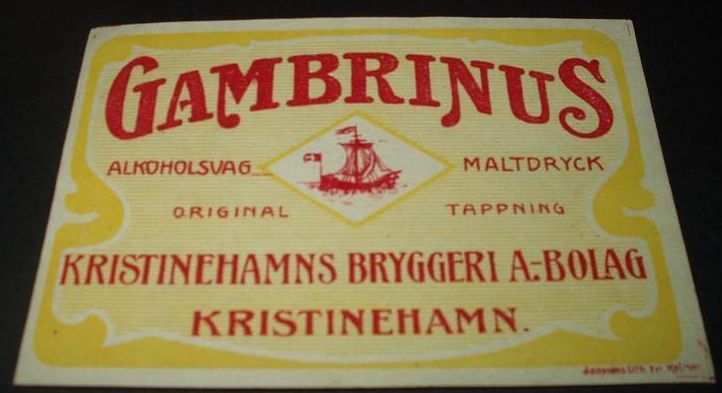 GAMBRINUS
ALKOHOLSVAG MALTDRYCK
ORIGINAL TAPPNING
KRISTINEHAMNS BRYGGERI A.-BOLAG
KRISTINEHAMN.